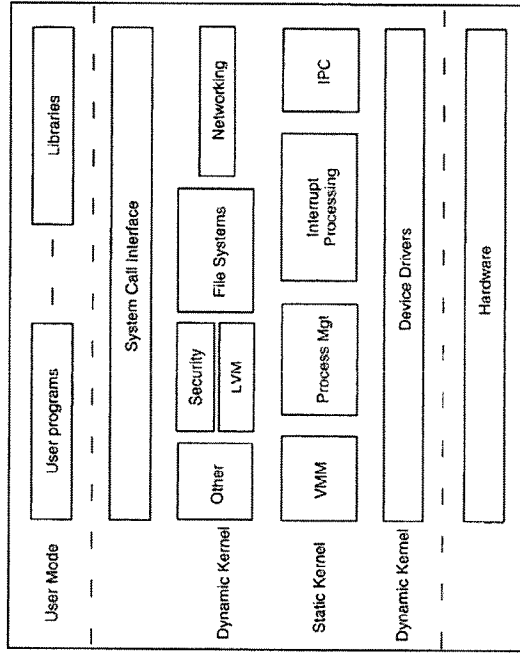 User Mode
User programs
Libraries
System Call Interface
Dynamic Kernel
Other
Security
LVM
File Systems
Networking
Static Kernel
VMM
Process Mgt
Interrupt
Processing
IPC
Dynamic Kernel
Device Drivers
Hardware